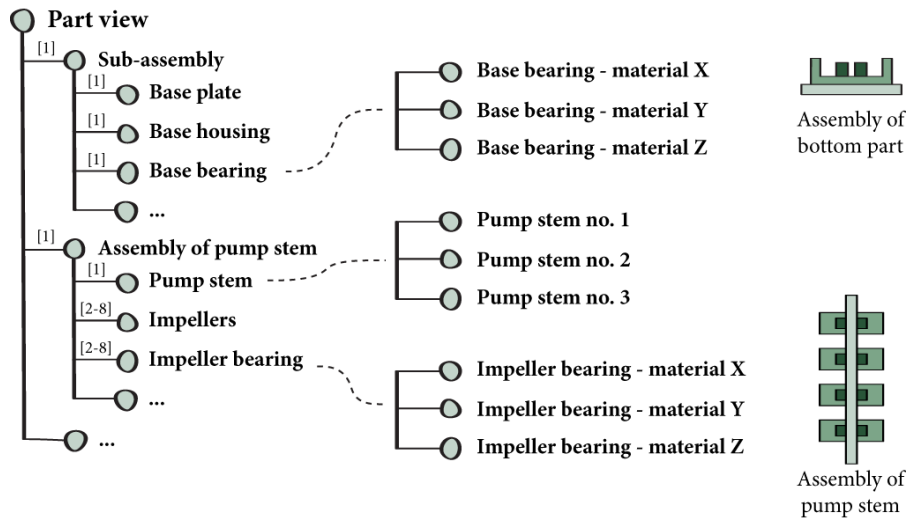 Part view
[1]
Sub-assembly
[1]
Base plate
[1]
Base housing
[1]
Base bearing
...
[1]
Assembly of pump stem
[1]
Pump stem
[2-8]
Impellers
[2-8]
Impeller bearing
...
...
Base bearing - material X
Base bearing - material Y
Base bearing - material Z
Pump stem no. 1
Pump stem no. 2
Pump stem no. 3
Impeller bearing - material X
Impeller bearing - material Y
Impeller bearing - material Z
Assembly of
bottom part
Assembly of
pump stem